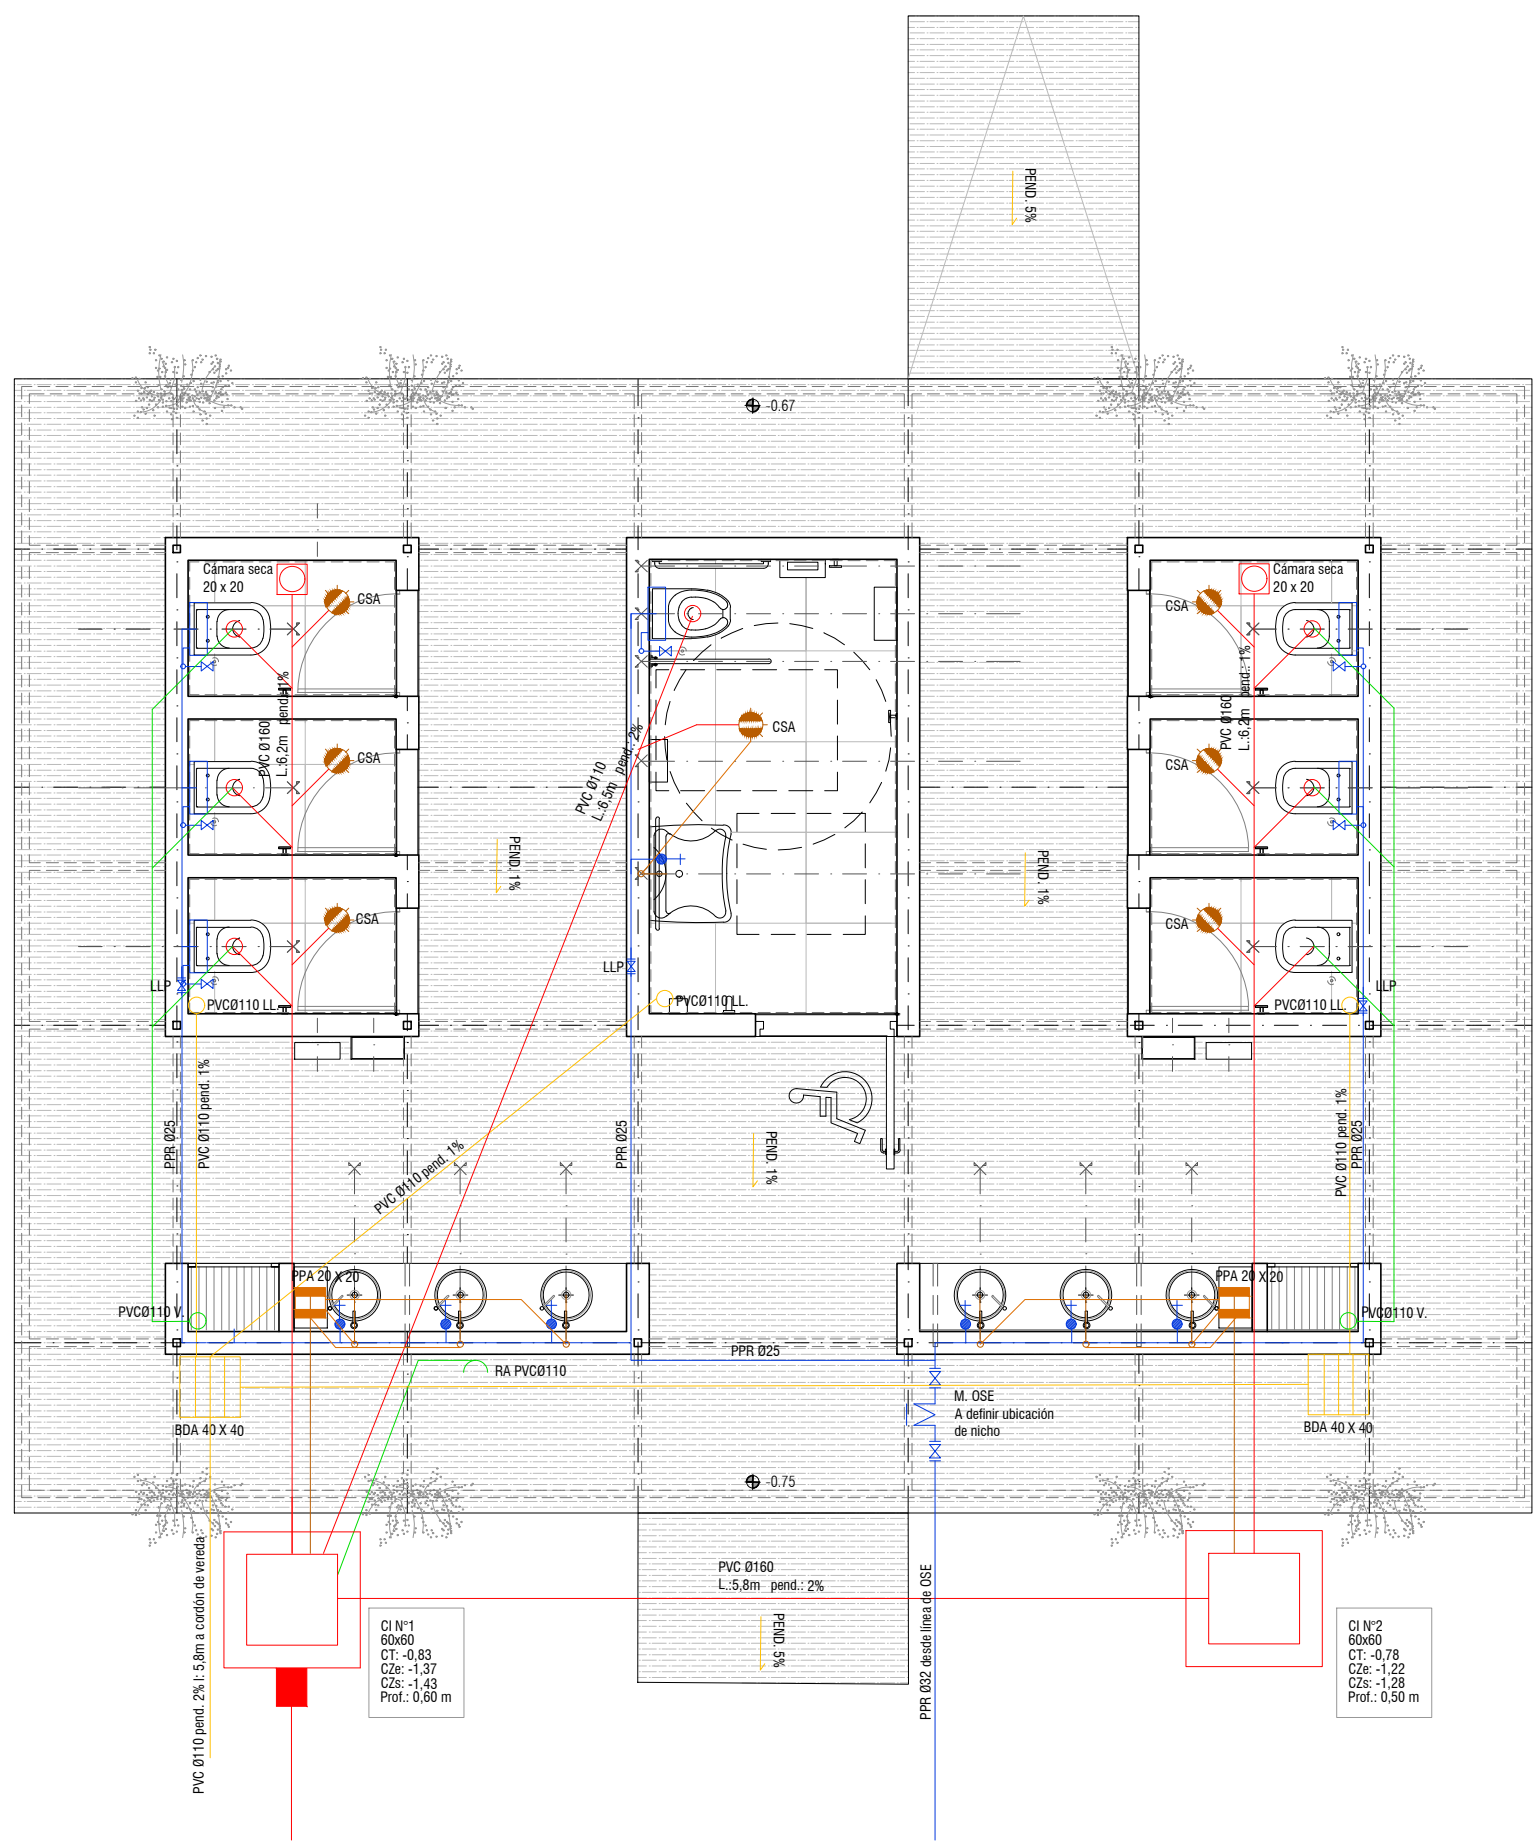 PEND. 5%
-0.67
Cámara seca
20 x 20
CSA
Cámara seca
20 x 20
CSA
PVC Ø160
L.:6,2m pend.: 1%
CSA
PVC Ø110
L.:6,5m pend.: 2%
CSA
PVC Ø160
L.:6,2m pend.: 1%
CSA
PEND. 1%
PEND. 1%
CSA
CSA
LLP
PVCØ110 LL.
LLP
PVCØ110 LL.
PVCØ110 LL.
LLP
PPR Ø25
PVC Ø110 pend. 1%
PVC Ø110 pend. 1%
PPR Ø25
PEND. 1%
PVC Ø110 pend. 1%
PPR Ø25
PPA 20 X 20
PPA 20 X 20
PVCØ110 V.
PVCØ110 V.
PPR Ø25
RA PVCØ110
M. OSE
A definir ubicación
de nicho
BDA 40 X 40
BDA 40 X 40
-0.75
PVC Ø110 pend. 2% l: 5,8m a cordón de vereda
PVC Ø160
L.:5,8m pend.: 2%
PEND. 5%
PPR Ø32 desde línea de OSE
CI N°1
60x60
CT: -0,83
CZe: -1,37
CZs: -1,43
Prof.: 0,60 m
CI N°2
60x60
CT: -0,78
CZe: -1,22
CZs: -1,28
Prof.: 0,50 m